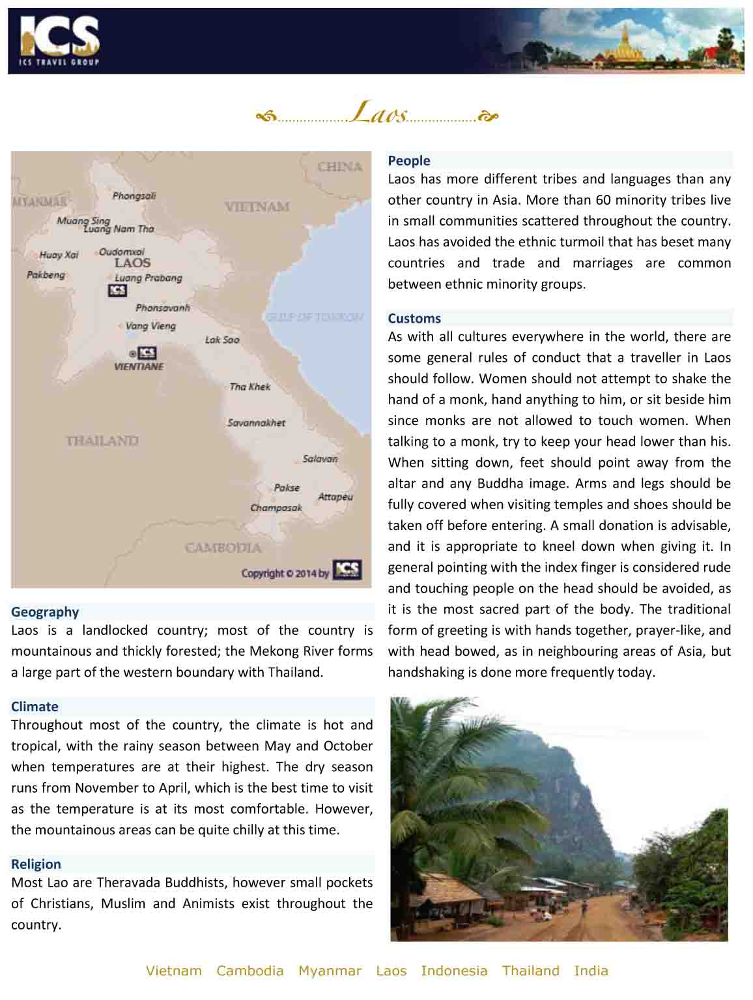 ICS
ICS TRAVEL GROUP
Laos
CHINA
MYANMAR
Phongsali
VIETNAM
Muang Sing
Luang Nam Tha
Huay Xai
Oudomxai
LAOS
Pakbeng
Luang Prabang
ICS
Phonsavanh
GULF OF TONKON
Vang Vieng
Lak Sao
ICS
VIENTIANE
Tha Khek
Savannakhet
THAILAND
Salavan
Pakse
Attapeu
Champasak
CAMBODIA
Copyright © 2014 by ICS
Geography
Laos is a landlocked country; most of the country is
mountainous and thickly forested; the Mekong River forms
a large part of the western boundary with Thailand.
Climate
Throughout most of the country, the climate is hot and
tropical, with the rainy season between May and October
when temperatures are at their highest. The dry season
runs from November to April, which is the best time to visit
as the temperature is at its most comfortable. However,
the mountainous areas can be quite chilly at this time.
Religion
Most Lao are Theravada Buddhists, however small pockets
of Christians, Muslim and Animists exist throughout the
country.
People
Laos has more different tribes and languages than any
other country in Asia. More than 60 minority tribes live
in small communities scattered throughout the country.
Laos has avoided the ethnic turmoil that has beset many
countries and trade and marriages are common
between ethnic minority groups.
Customs
As with all cultures everywhere in the world, there are
some general rules of conduct that a traveller in Laos
should follow. Women should not attempt to shake the
hand of a monk, hand anything to him, or sit beside him
since monks are not allowed to touch women. When
talking to a monk, try to keep your head lower than his.
When sitting down, feet should point away from the
altar and any Buddha image. Arms and legs should be
fully covered when visiting temples and shoes should be
taken off before entering. A small donation is advisable,
and it is appropriate to kneel down when giving it. In
general pointing with the index finger is considered rude
and touching people on the head should be avoided, as
it is the most sacred part of the body. The traditional
form of greeting is with hands together, prayer-like, and
with head bowed, as in neighbouring areas of Asia, but
handshaking is done more frequently today.
Vietnam Cambodia Myanmar Laos Indonesia Thailand India